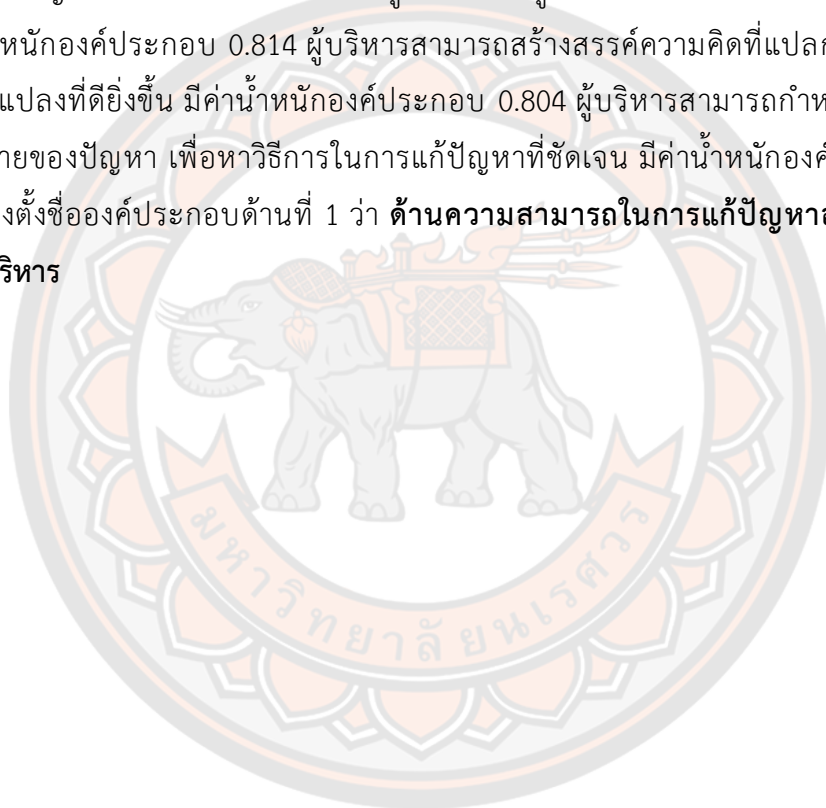 หนักองค์ประกอบ 0.814 ผู้บริหารสามารถสร้างสรรค์ความคิดที่แปลก
แปลงที่ดียิ่งขึ้น มีค่าน้ำหนักองค์ประกอบ 0.804 ผู้บริหารสามารถกำห
ายของปัญหา เพื่อหาวิธีการในการแก้ปัญหาที่ชัดเจน มีค่าน้ำหนักองค์
งตั้งชื่อองค์ประกอบด้านที่ 1 ว่า ด้านความสามารถในการแก้ปัญหา
ริหาร
มหาวิทยาลัยนเรศวร